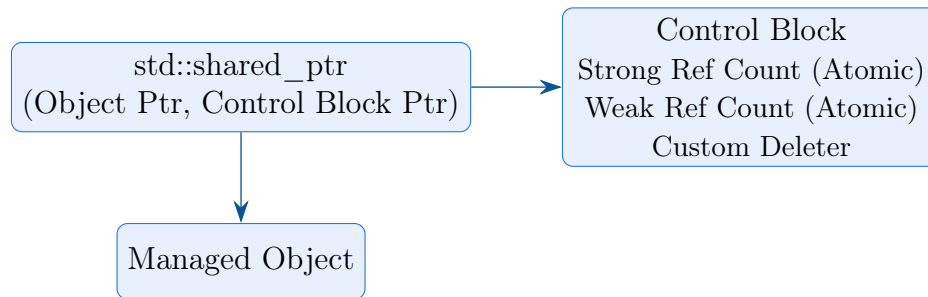 std::shared_ptr
(Object Ptr, Control Block Ptr)
Control Block
Strong Ref Count (Atomic)
Weak Ref Count (Atomic)
Custom Deleter
Managed Object